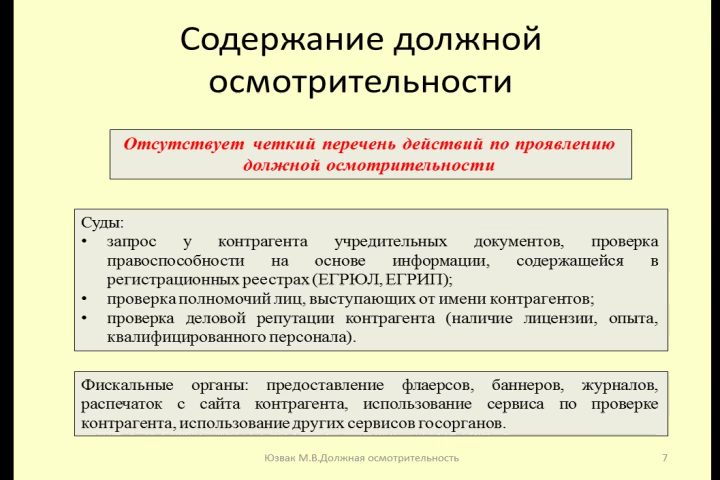 Содержание должной
осмотрительности
Отсутствует четкий перечень действий по проявлению
должной осмотрительности
Суды:
• запрос у контрагента учредительных документов, проверка
правоспособности на основе информации, содержащейся в
регистрационных реестрах (ЕГРЮЛ, ЕГРИП);
• проверка полномочий лиц, выступающих от имени контрагентов;
• проверка деловой репутации контрагента (наличие лицензии, опыта,
квалифицированного персонала).
Фискальные органы: предоставление флаерсов, баннеров, журналов,
распечаток с сайта контрагента, использование сервиса по проверке
контрагента, использование других сервисов госорганов.
Юзвак М.В.Должная осмотрительность
7